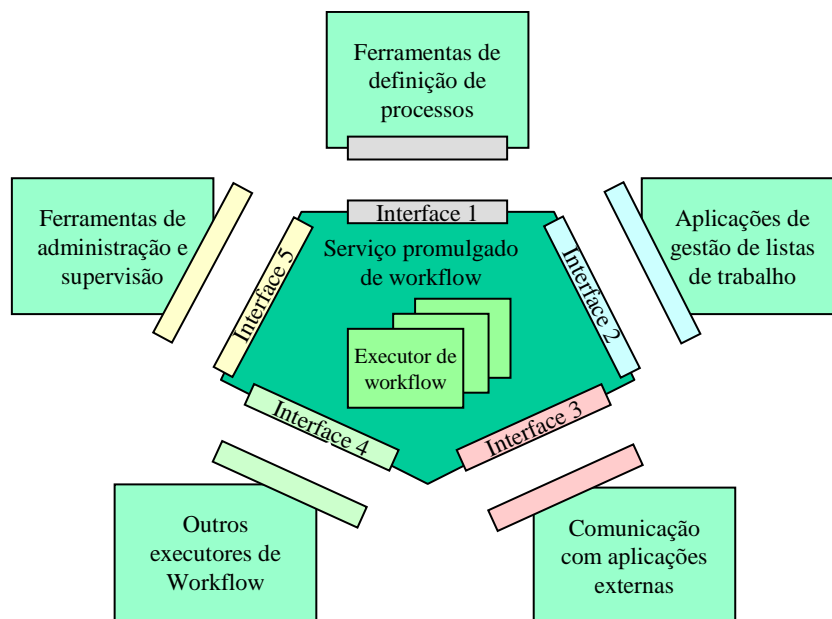 Ferramentas de
definição de
processos
Interface 1
Ferramentas de
administração e
supervisão
Interface 5
Serviço promulgado
de workflow
Interface 2
Aplicações de
gestão de listas
de trabalho
Executor de
workflow
Interface 4
Interface 3
Outros
executores de
Workflow
Comunicação
com aplicações
externas